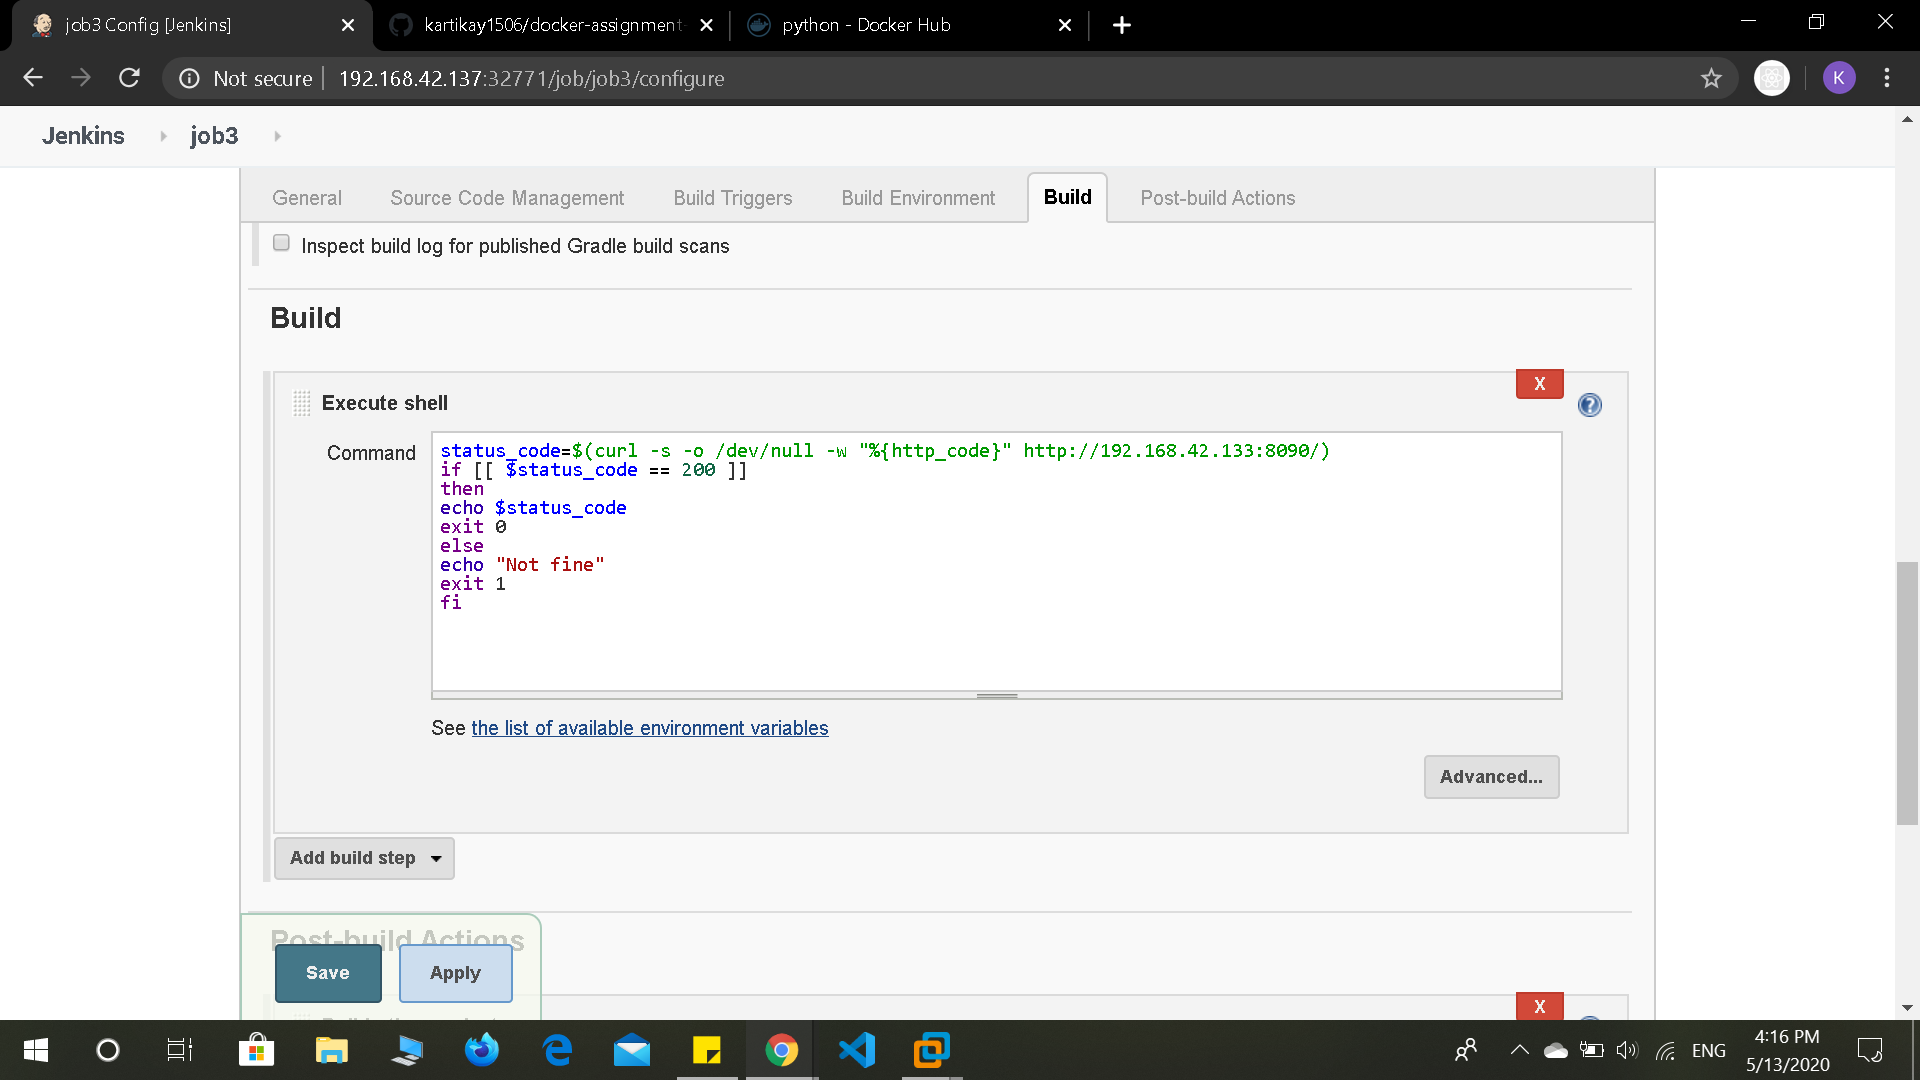 job3 Config [Jenkins]
kartikay1506/docker-assignment-
python - Docker Hub
Not secure
192.168.42.137:32771/job/job3/configure
K
Jenkins
job3
General
Source Code Management
Build Triggers
Build Environment
Build
Post-build Actions
Inspect build log for published Gradle build scans
Build
X
Execute shell
?
Command
status_code=$(curl -s -o /dev/null -w "%{http_code}" http://192.168.42.133:8090/)
if [[ $status_code == 200 ]]
then
echo $status_code
exit 0
else
echo "Not fine"
exit 1
fi
See the list of available environment variables
Advanced...
Add build step
Post-build Actions
Save
Apply
X
ENG
4:16 PM
5/13/2020